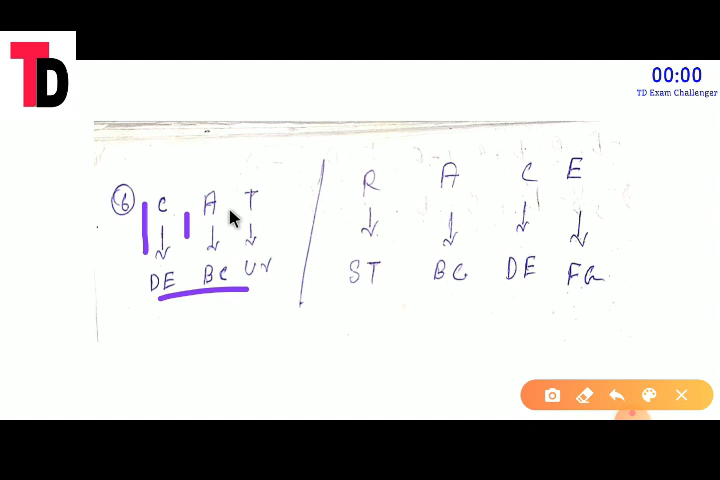 TD
00:00
TD Exam Challenger
6 C A T
DE BC UV
R A C E
ST BC DE FG